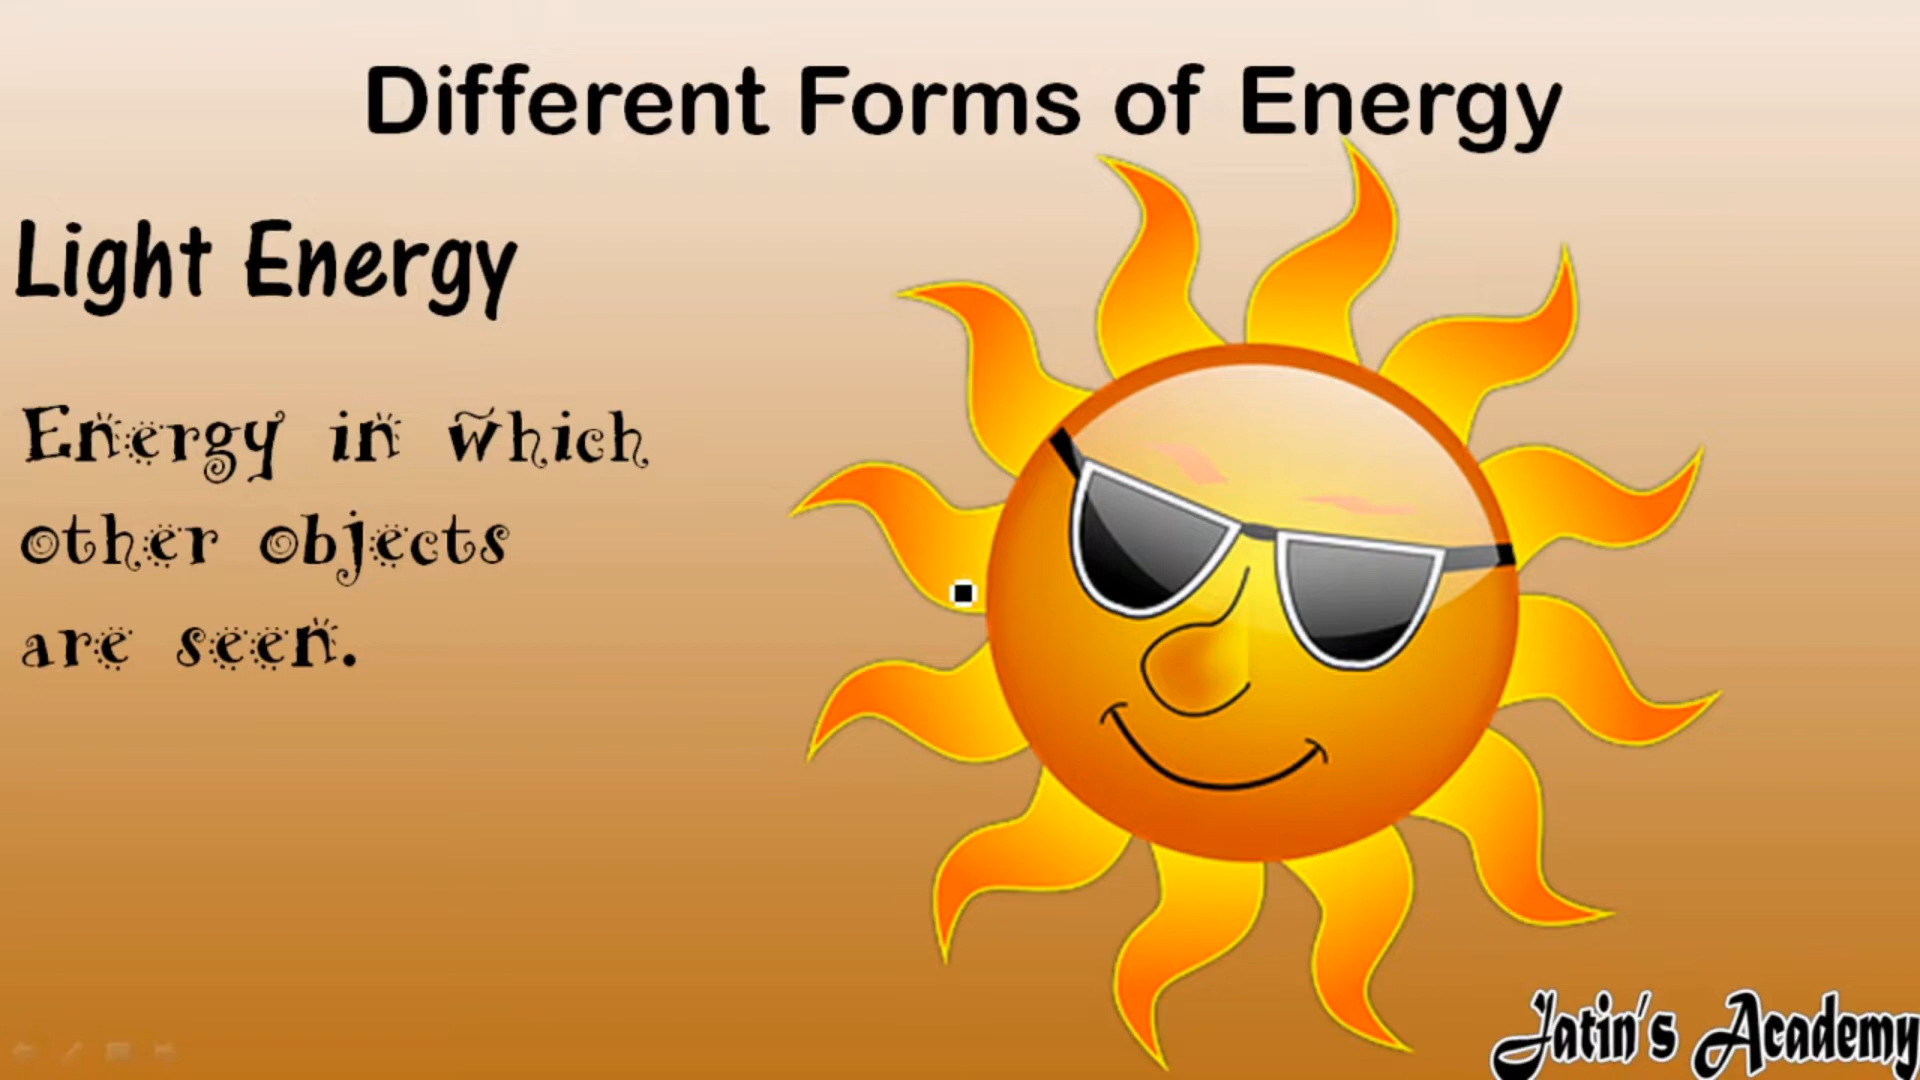 Different Forms of Energy
Light Energy
Energy in which
other objects
are seen.
Jatin's Academy